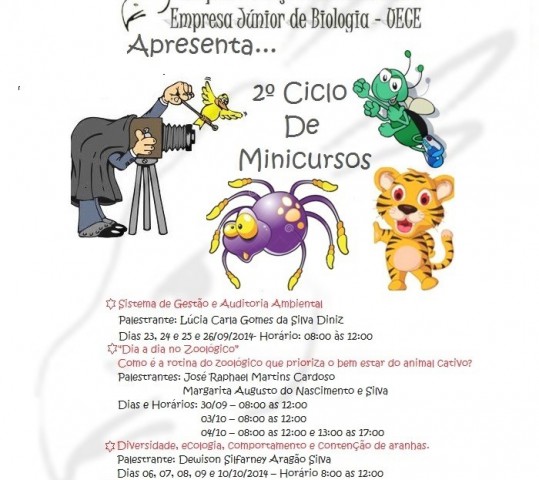 Empresa Júnior de Biologia - UECE
Apresenta...
2º Ciclo
De
Minicursos
Sistema de Gestão e Auditoria Ambiental
Palestrante: Lúcia Carla Gomes da Silva Diniz
Dias 23, 24 e 25 e 26/09/2014- Horário: 08:00 às 12:00
"Dia a dia no Zoológico"
Como é a rotina do zoológico que prioriza o bem estar do animal cativo?
Palestrantes: José Raphael Martins Cardoso
Margarita Augusto do Nascimento e Silva
Dias e Horários: 30/09 – 08:00 as 12:00
03/10 – 08:00 as 12:00
04/10 – 08:00 as 12:00 e 13:00 as 17:00
Diversidade, ecologia, comportamento e contenção de aranhas.
Palestrante: Dewison Silfarney Aragão Silva
Dias 06, 07, 08, 09 e 10/10/2014 – Horário 8:00 as 12:00